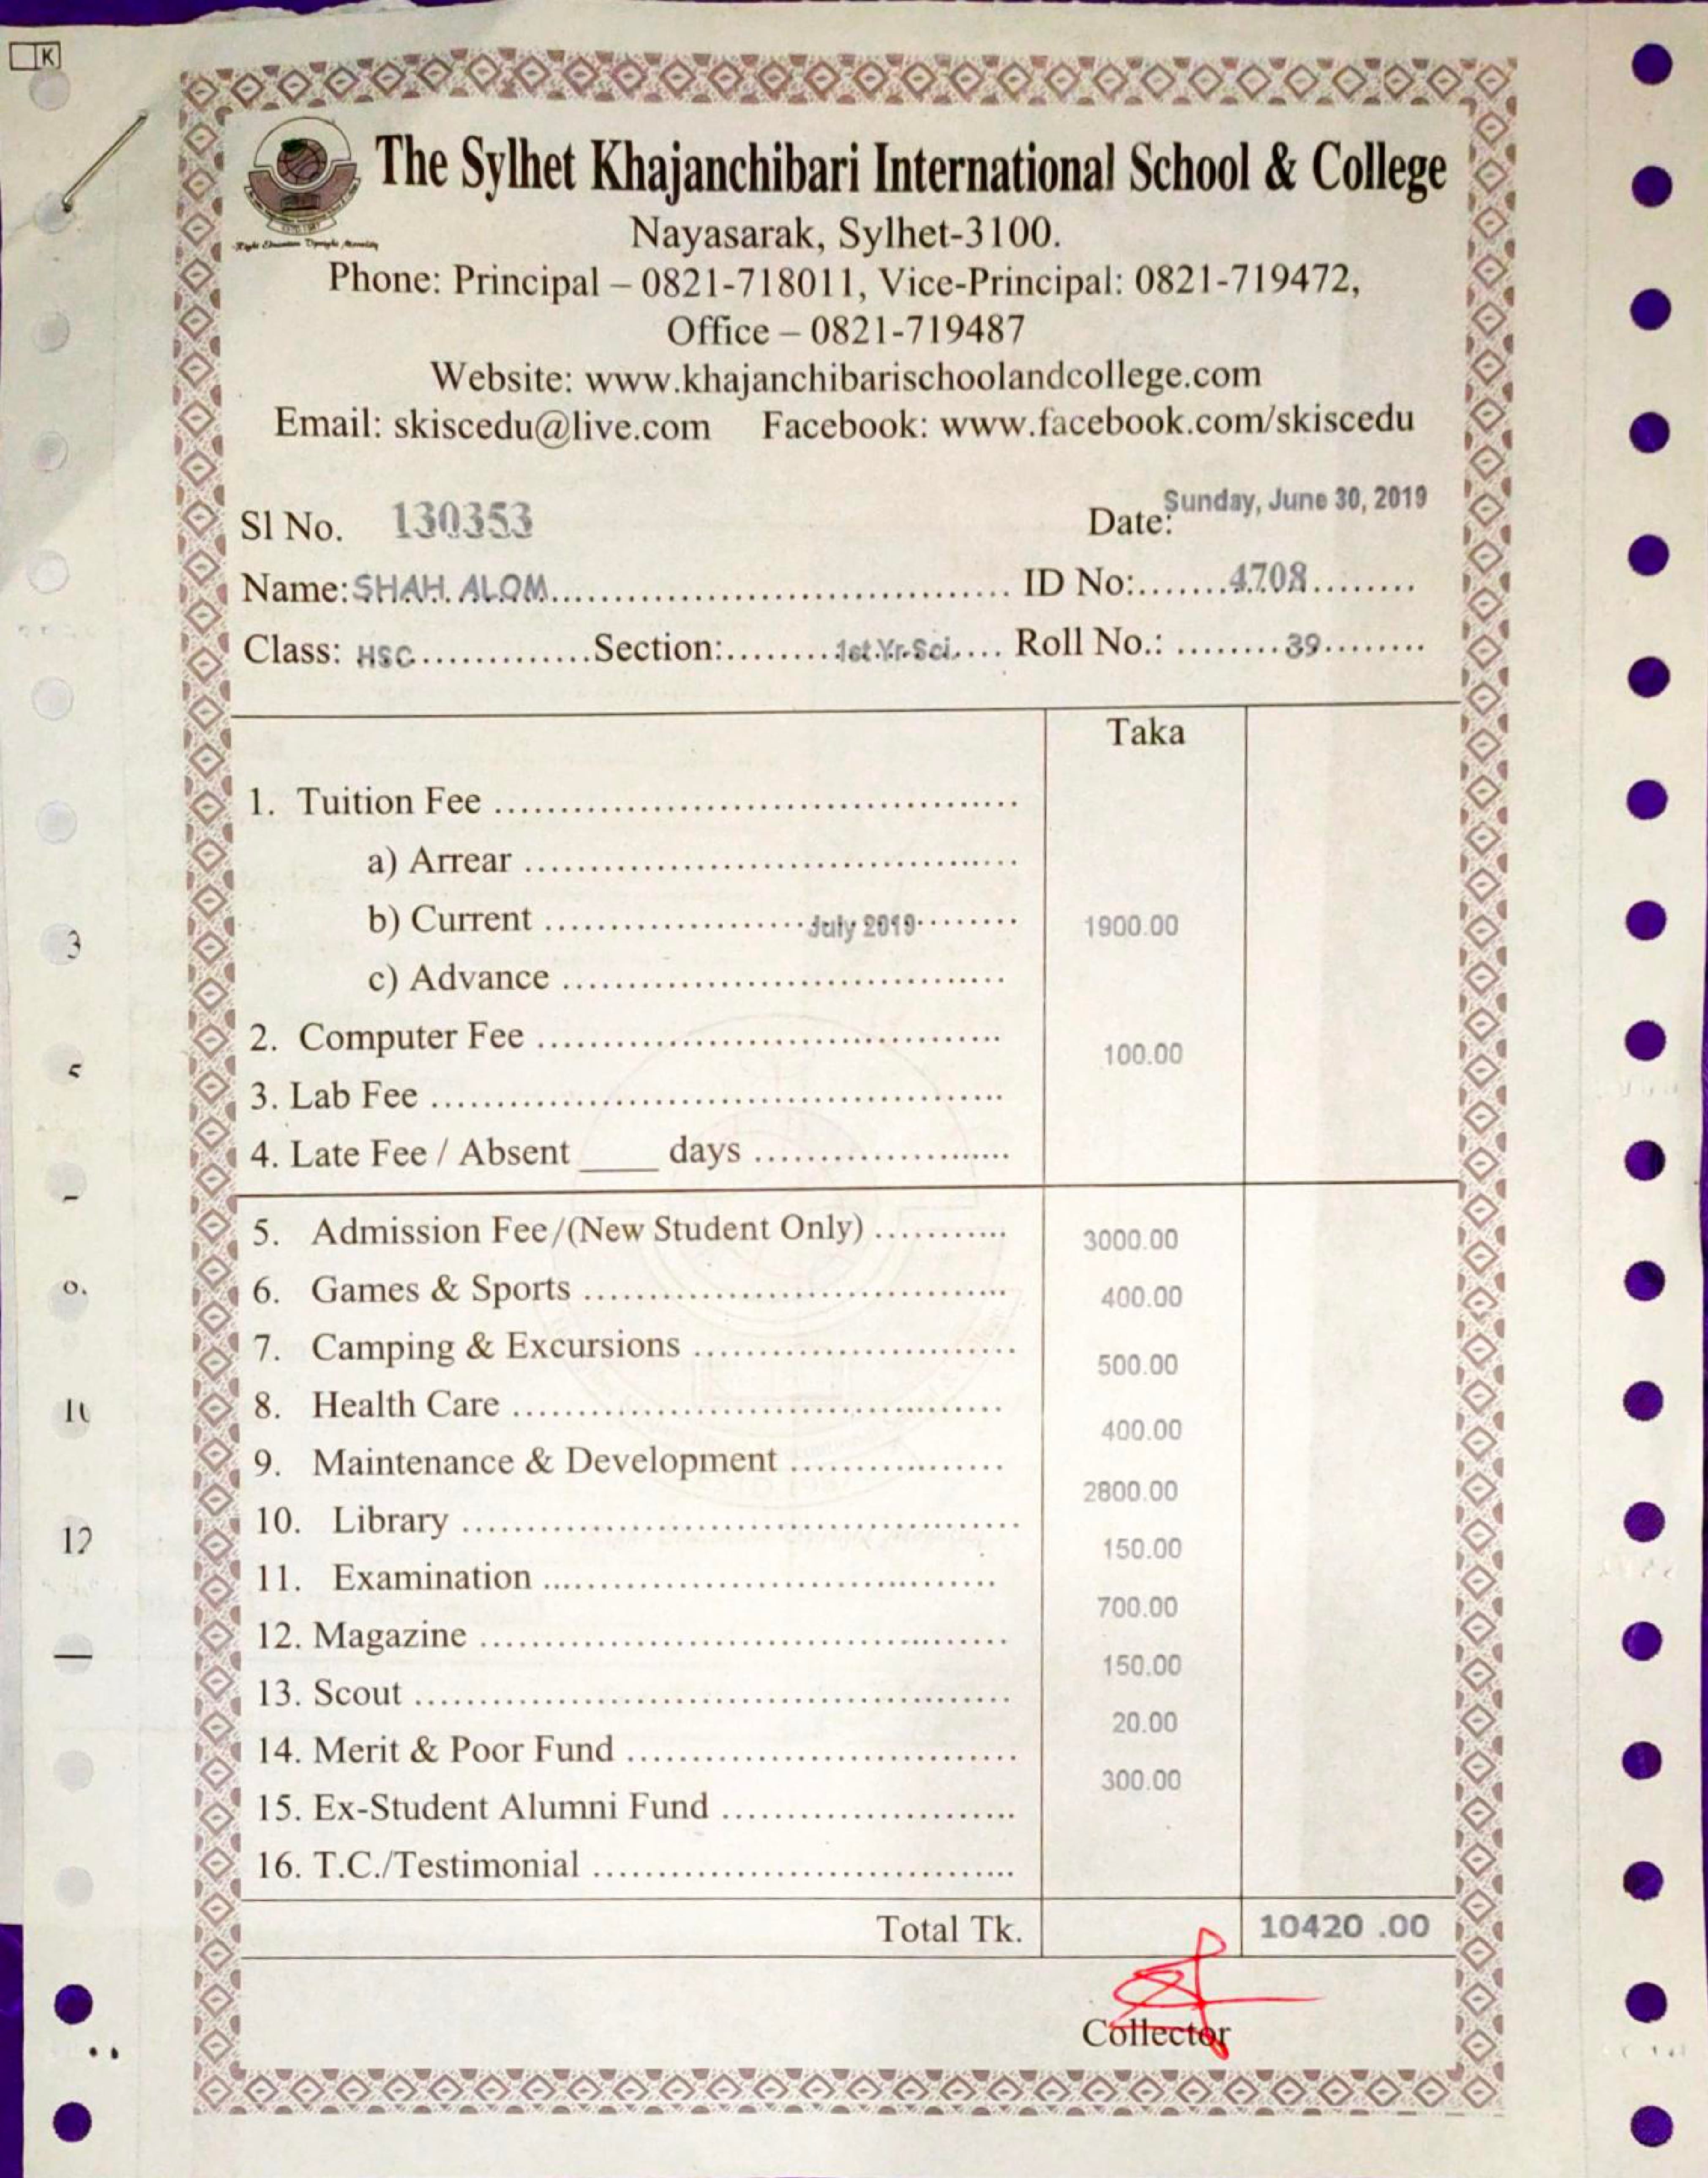 K
The Sylhet Khajanchibari International School & College
Nayasarak, Sylhet-3100.
Phone: Principal – 0821-718011, Vice-Principal: 0821-719472,
Office – 0821-719487
Website: www.khajanchibarischoolandcollege.com
Email: skiscedu@live.com Facebook: www.facebook.com/skiscedu
Sl No. 130353 Date: Sunday, June 30, 2019
Name: SHAH ALOM ID No: 4708
Class: HSC Section: 1st Yr-Sci Roll No.: 39
Taka
1. Tuition Fee
a) Arrear
b) Current July 2019 1900.00
c) Advance
2. Computer Fee 100.00
3. Lab Fee
4. Late Fee / Absent ____ days
5. Admission Fee/(New Student Only) 3000.00
6. Games & Sports 400.00
7. Camping & Excursions 500.00
8. Health Care 400.00
9. Maintenance & Development 2800.00
10. Library 150.00
11. Examination 700.00
12. Magazine 150.00
13. Scout 20.00
14. Merit & Poor Fund 300.00
15. Ex-Student Alumni Fund
16. T.C./Testimonial
Total Tk. 10420 .00
Collector